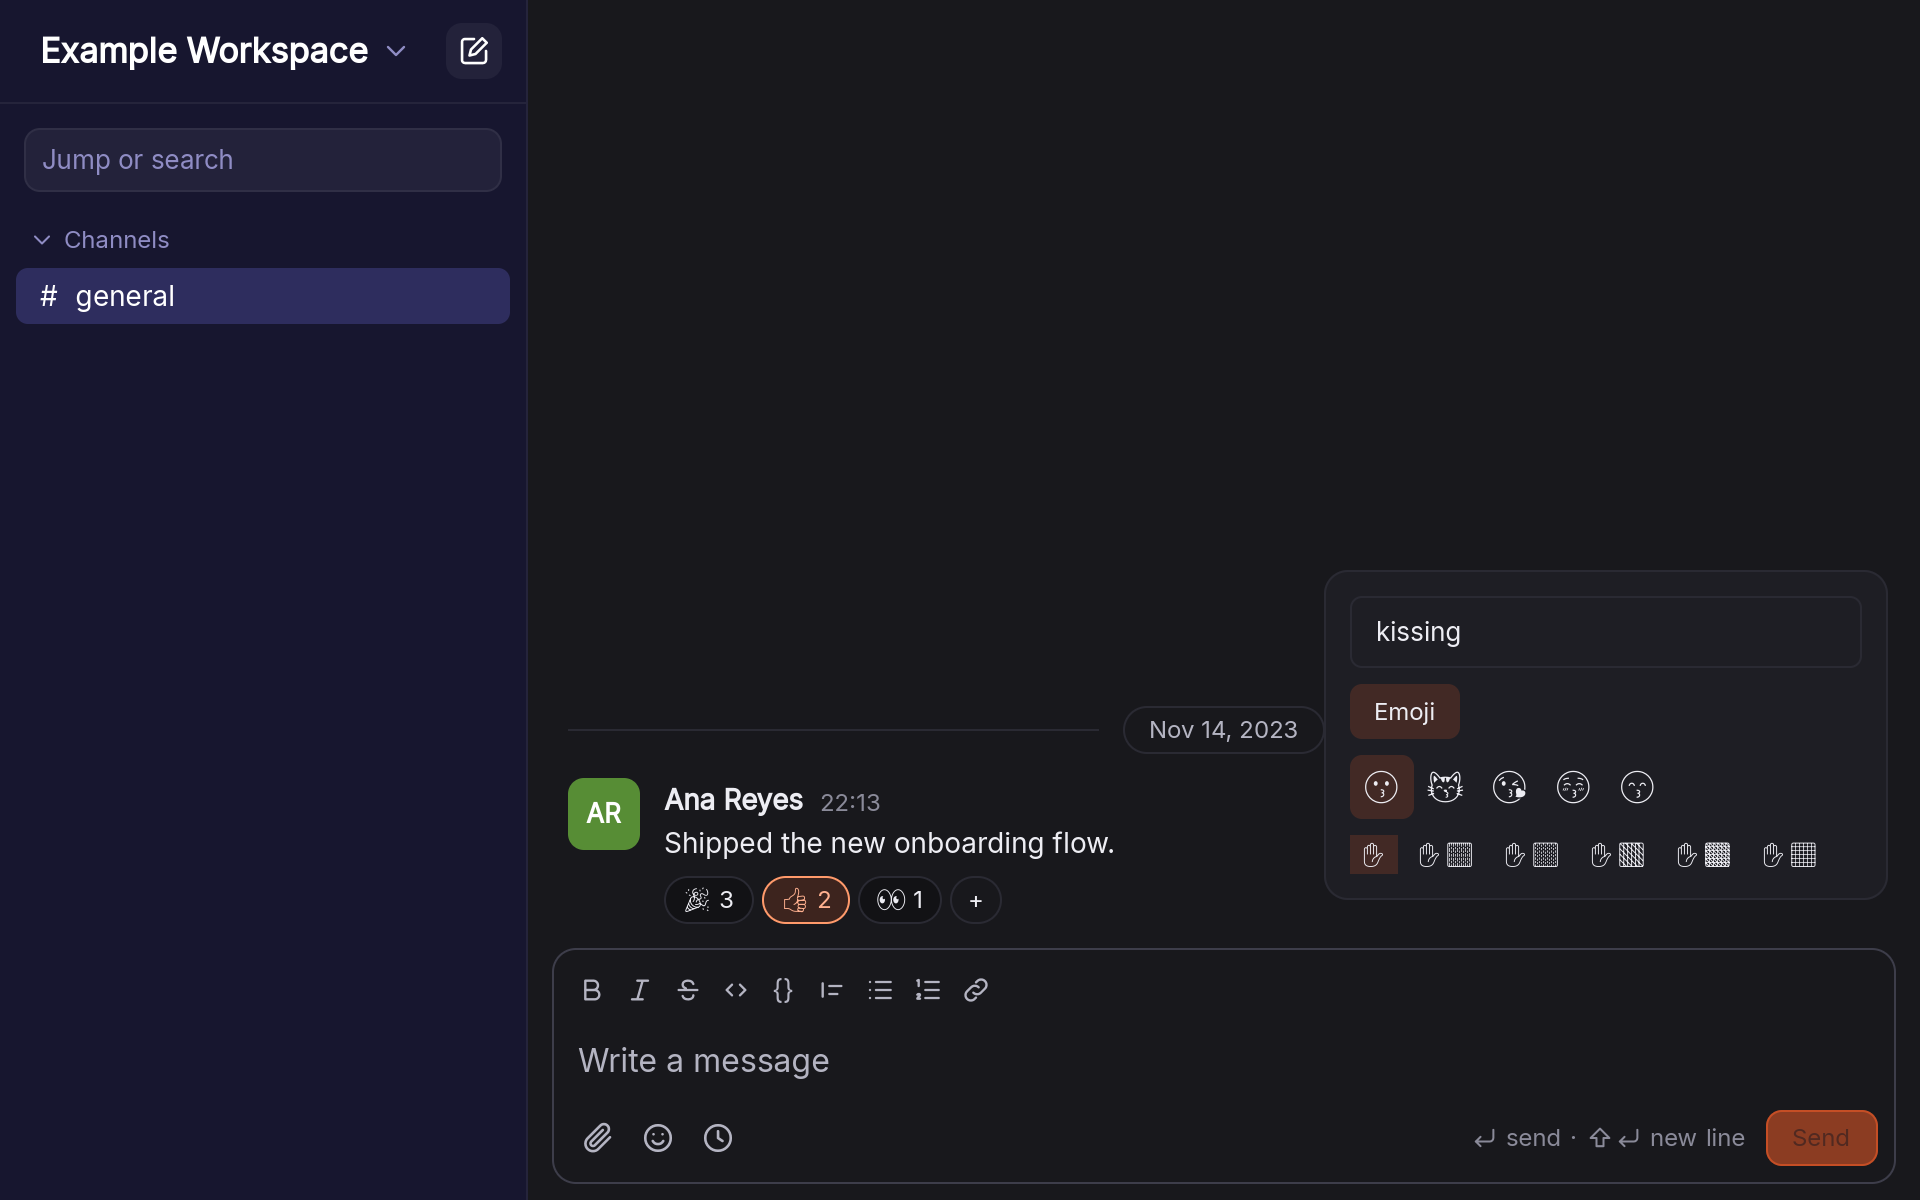 Example Workspace
Jump or search
Channels
# general
Nov 14, 2023
AR
Ana Reyes 22:13
Shipped the new onboarding flow.
🎉 3 👍 2 👀 1 +
kissing
Emoji
😗 😽 😘 😚 😙
✋ ✋🏻 ✋🏼 ✋🏽 ✋🏾 ✋🏿
Write a message
send · new line
Send